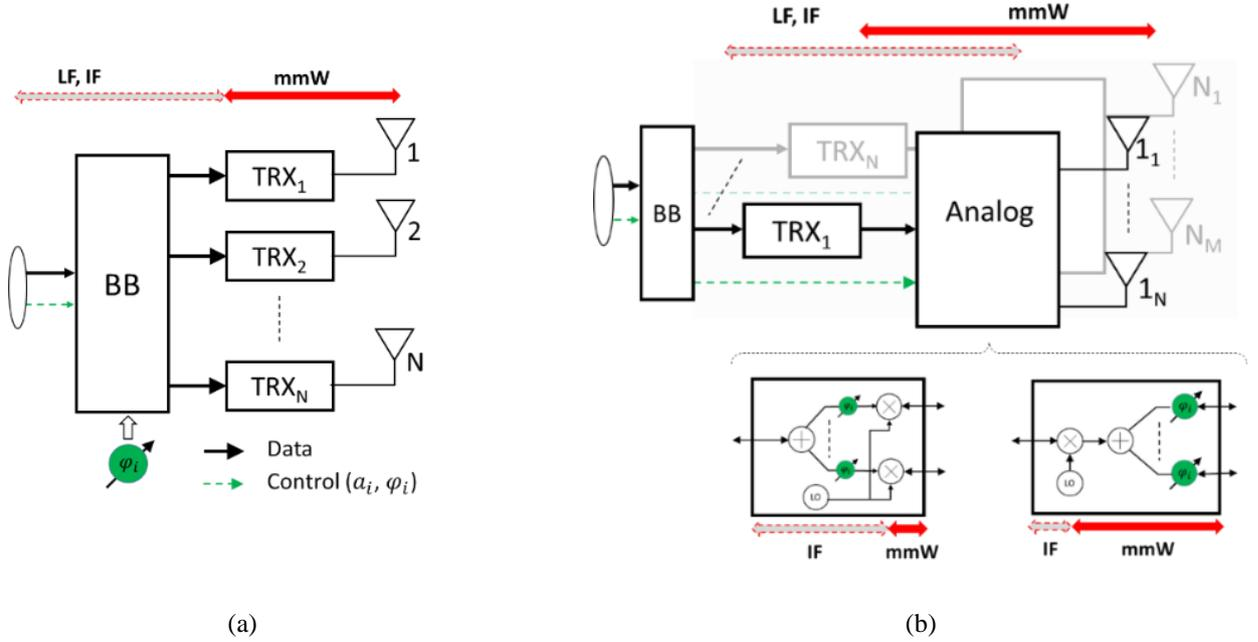 LF, IF
mmW
BB
TRX1
1
TRX2
2
TRXN
N
φi
Data
Control (ai, φi)
(a)
LF, IF
mmW
BB
TRXN
TRX1
Analog
N1
11
NM
1N
φi
φi
LO
IF
mmW
LO
φi
φi
IF
mmW
(b)